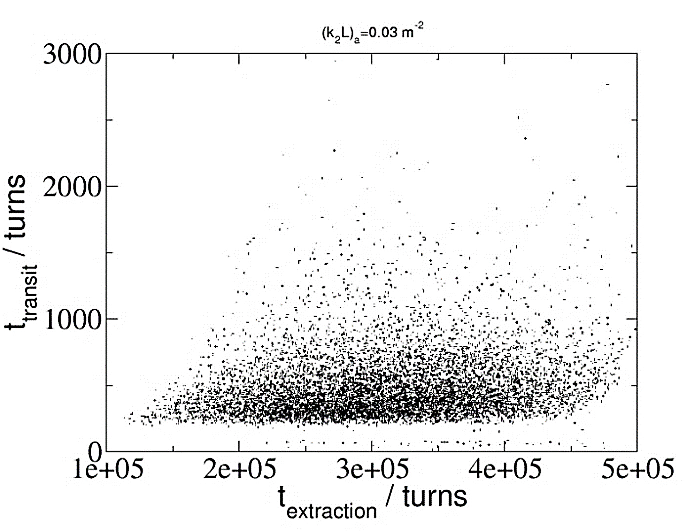 (k2L)a=0.03 m-2
3000
2000
1000
0
ttransit / turns
1e+05 2e+05 3e+05 4e+05 5e+05
textraction / turns